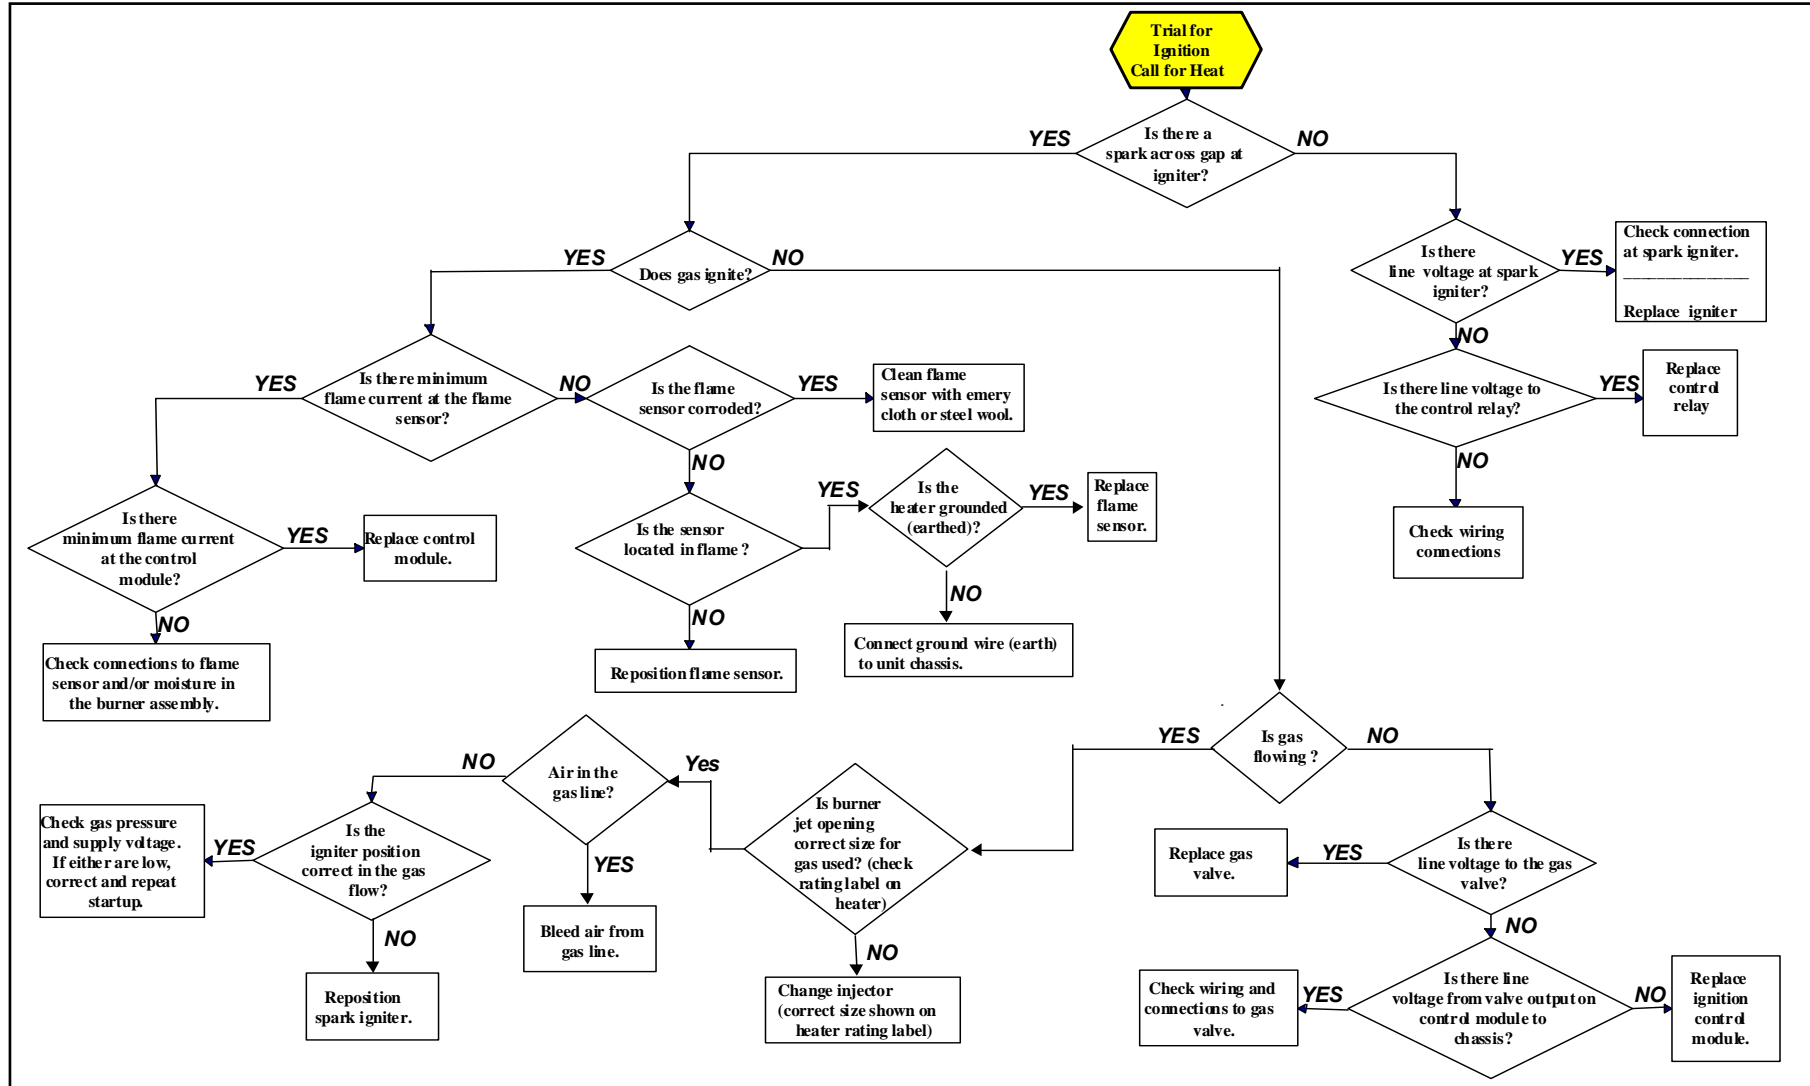 Trial for
Ignition
Call for Heat
Is there a
spark across gap at
igniter?
YES
NO
Does gas ignite?
YES
NO
Is there
line voltage at spark
igniter?
YES
Check connection
at spark igniter.
Replace igniter
NO
Is there line voltage to
the control relay?
YES
Replace
control
relay
NO
Check wiring
connections
Is there minimum
flame current at the flame
sensor?
YES
NO
Is the flame
sensor corroded?
YES
Clean flame
sensor with emery
cloth or steel wool.
NO
Is the sensor
located in flame ?
YES
Is the
heater grounded
(earthed)?
YES
Replace
flame
sensor.
NO
Connect ground wire (earth)
to unit chassis.
NO
Reposition flame sensor.
Is there
minimum flame current
at the control
module?
YES
Replace control
module.
NO
Check connections to flame
sensor and/or moisture in
the burner assembly.
Is gas
flowing ?
YES
NO
Is burner
jet opening
correct size for
gas used? (check
rating label on
heater)
Yes
NO
Change injector
(correct size shown on
heater rating label)
Air in the
gas line?
NO
YES
Bleed air from
gas line.
Is the
igniter position
correct in the gas
flow?
YES
Check gas pressure
and supply voltage.
If either are low,
correct and repeat
startup.
NO
Reposition
spark igniter.
Is there
line voltage to the gas
valve?
YES
Replace gas
valve.
NO
Is there line
voltage from valve output on
control module to
chassis?
YES
Check wiring and
connections to gas
valve.
NO
Replace
ignition
control
module.